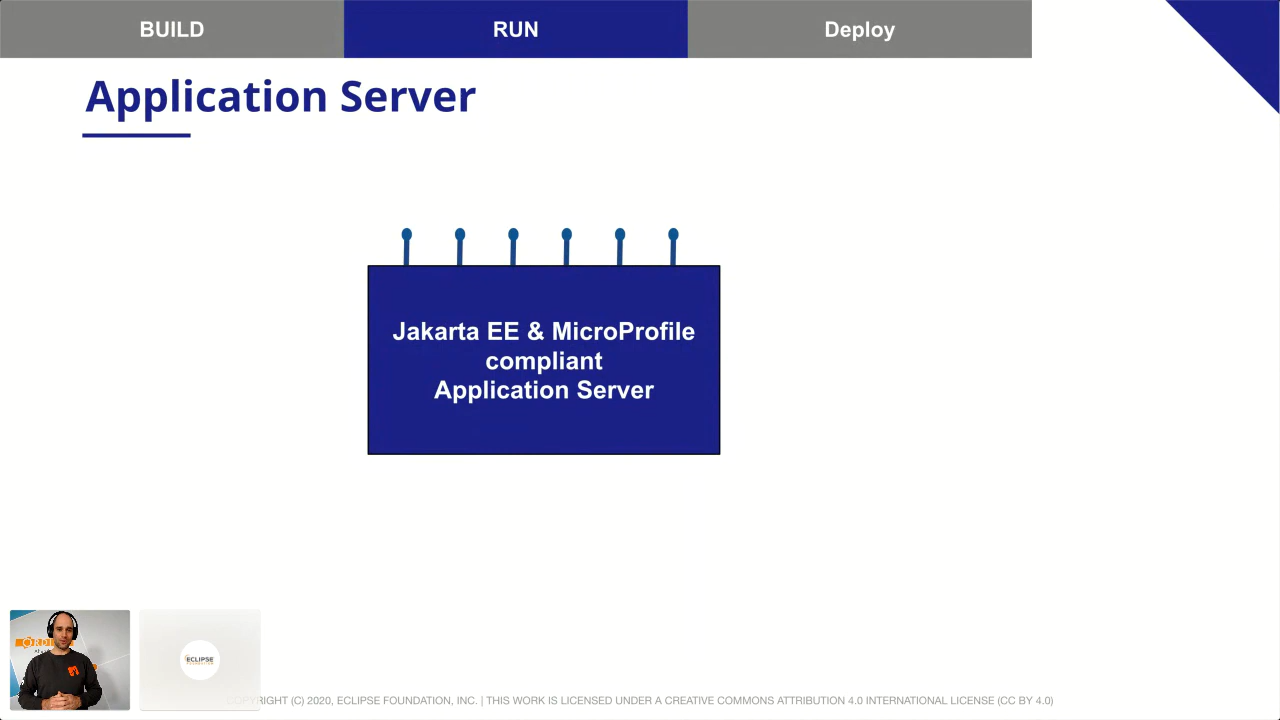 BUILD
RUN
Deploy
Application Server
Jakarta EE & MicroProfile
compliant
Application Server
ECLIPSE
COPYRIGHT (C) 2020, ECLIPSE FOUNDATION, INC. | THIS WORK IS LICENSED UNDER A CREATIVE COMMONS ATTRIBUTION 4.0 INTERNATIONAL LICENSE (CC BY 4.0)